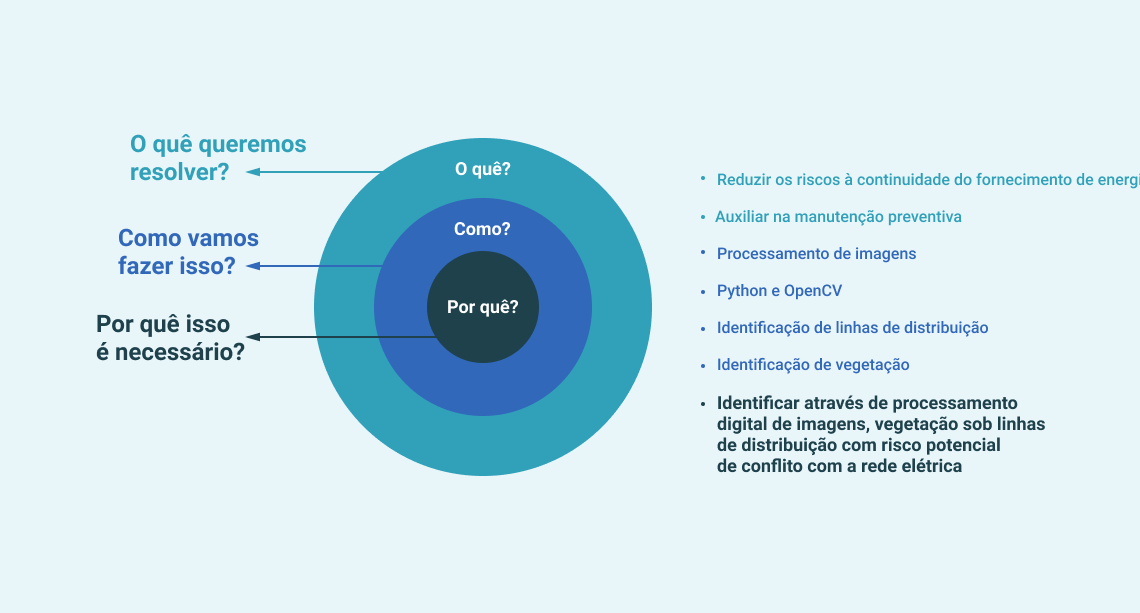 O quê queremos
resolver?
Como vamos
fazer isso?
Por quê isso
é necessário?
O quê?
Como?
Por quê?
• Reduzir os riscos à continuidade do fornecimento de energi
• Auxiliar na manutenção preventiva
• Processamento de imagens
• Python e OpenCV
• Identificação de linhas de distribuição
• Identificação de vegetação
• Identificar através de processamento
digital de imagens, vegetação sob linhas
de distribuição com risco potencial
de conflito com a rede elétrica